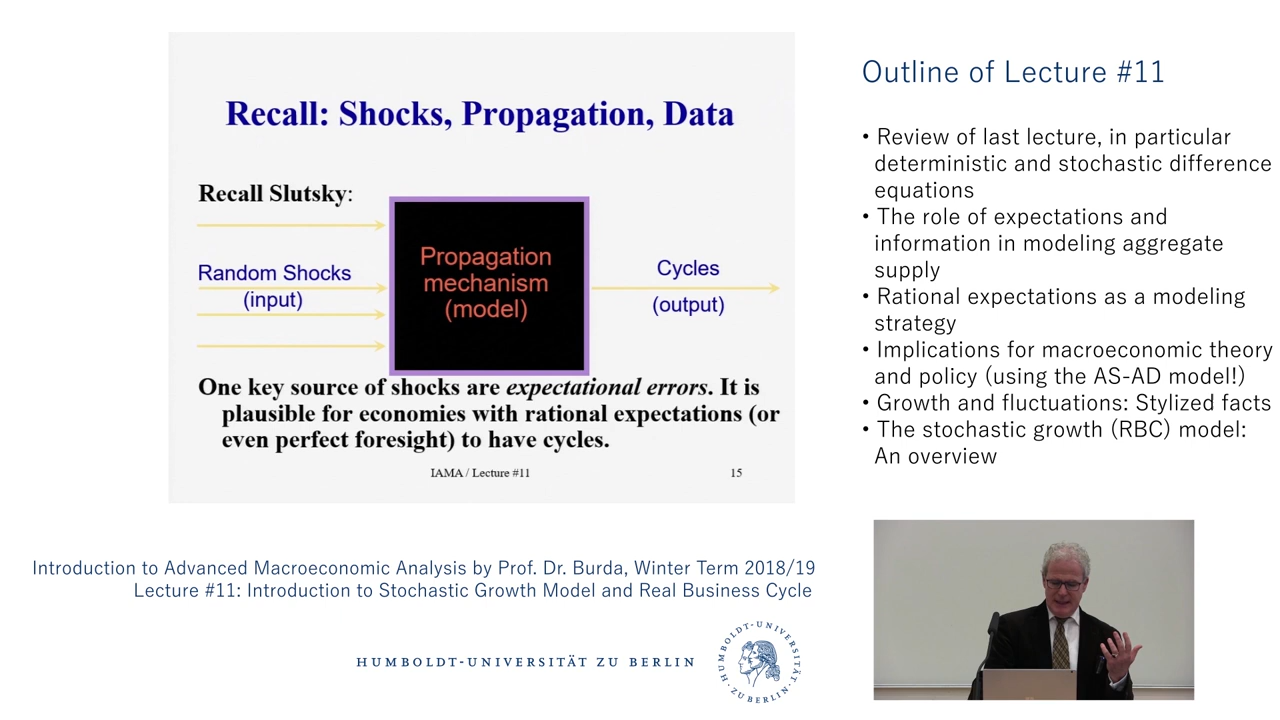 Recall: Shocks, Propagation, Data
Recall Slutsky:
Random Shocks
(input)
Propagation
mechanism
(model)
Cycles
(output)
One key source of shocks are expectational errors. It is
plausible for economies with rational expectations (or
even perfect foresight) to have cycles.
IAMA / Lecture #11
15
Outline of Lecture #11
• Review of last lecture, in particular
deterministic and stochastic difference
equations
• The role of expectations and
information in modeling aggregate
supply
• Rational expectations as a modeling
strategy
• Implications for macroeconomic theory
and policy (using the AS-AD model!)
• Growth and fluctuations: Stylized facts
• The stochastic growth (RBC) model:
An overview
Introduction to Advanced Macroeconomic Analysis by Prof. Dr. Burda, Winter Term 2018/19
Lecture #11: Introduction to Stochastic Growth Model and Real Business Cycle
HUMBOLDT-UNIVERSITÄT ZU BERLIN
· HUMBOLDT-UNIVERSITÄT · ZU BERLIN